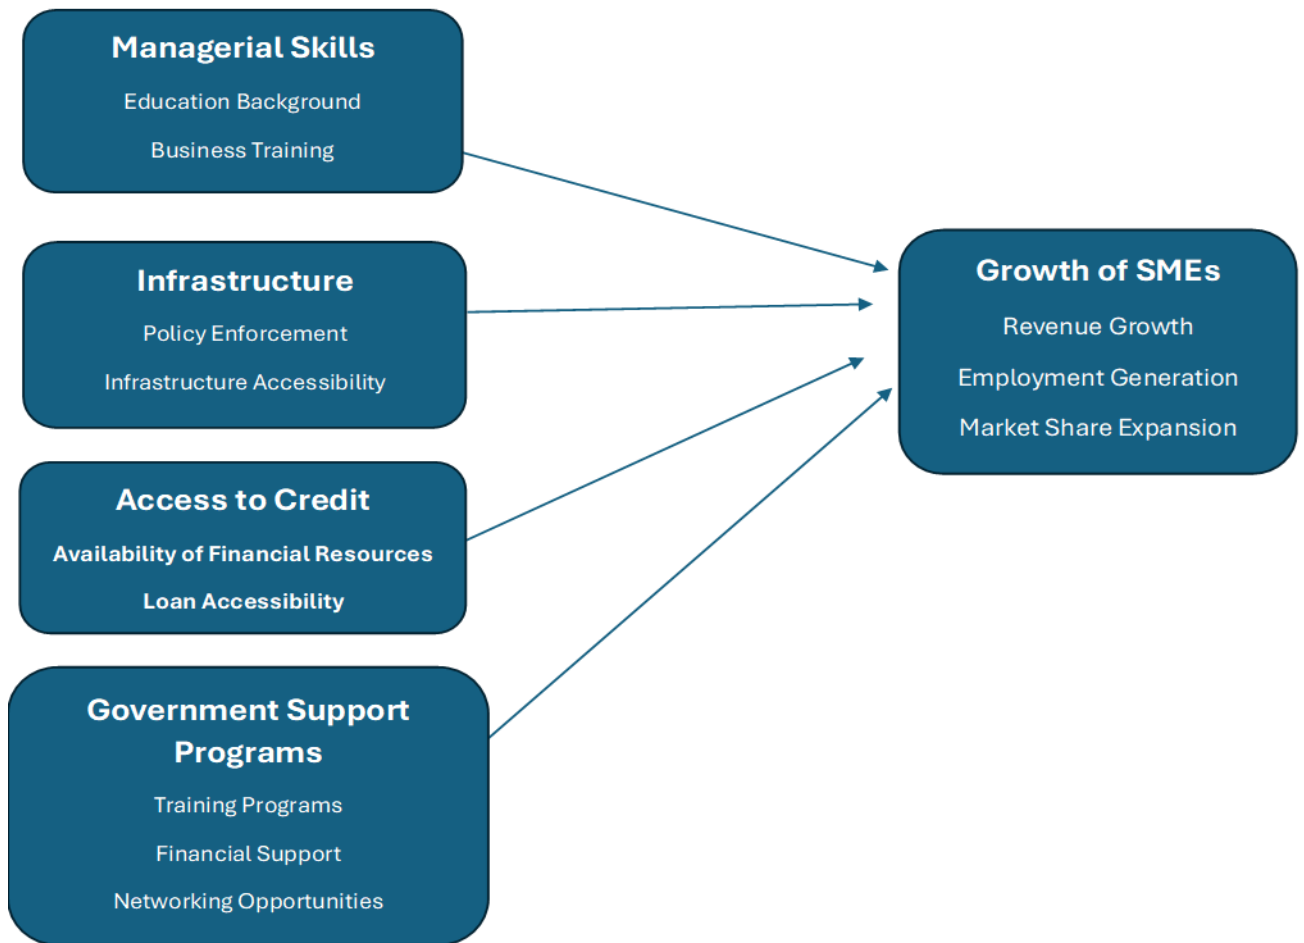 Managerial Skills
Education Background
Business Training
Infrastructure
Policy Enforcement
Infrastructure Accessibility
Access to Credit
Availability of Financial Resources
Loan Accessibility
Government Support
Programs
Training Programs
Financial Support
Networking Opportunities
Growth of SMEs
Revenue Growth
Employment Generation
Market Share Expansion